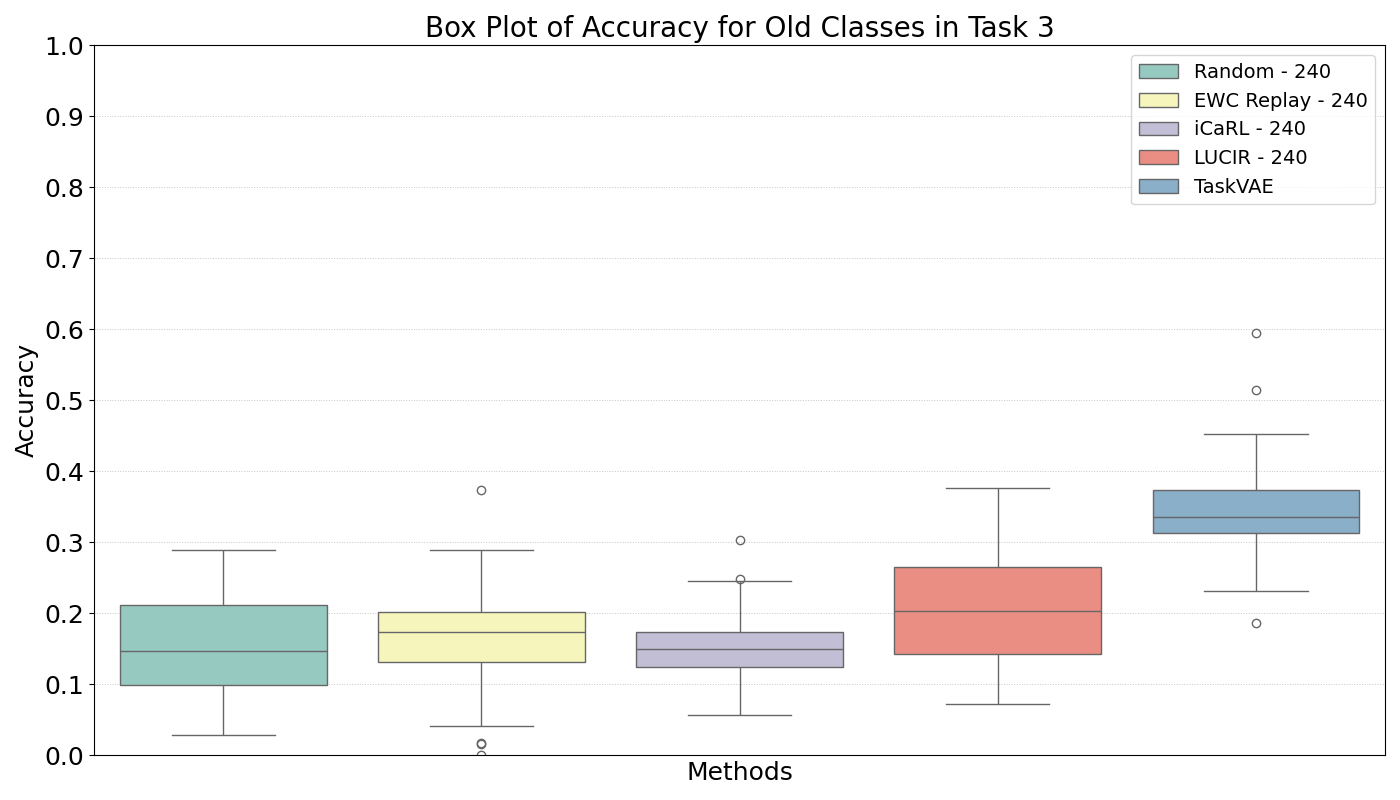 Box Plot of Accuracy for Old Classes in Task 3
1.0
0.9
0.8
0.7
0.6
0.5
0.4
0.3
0.2
0.1
0.0
Accuracy
Methods
Random - 240
EWC Replay - 240
iCaRL - 240
LUCIR - 240
TaskVAE